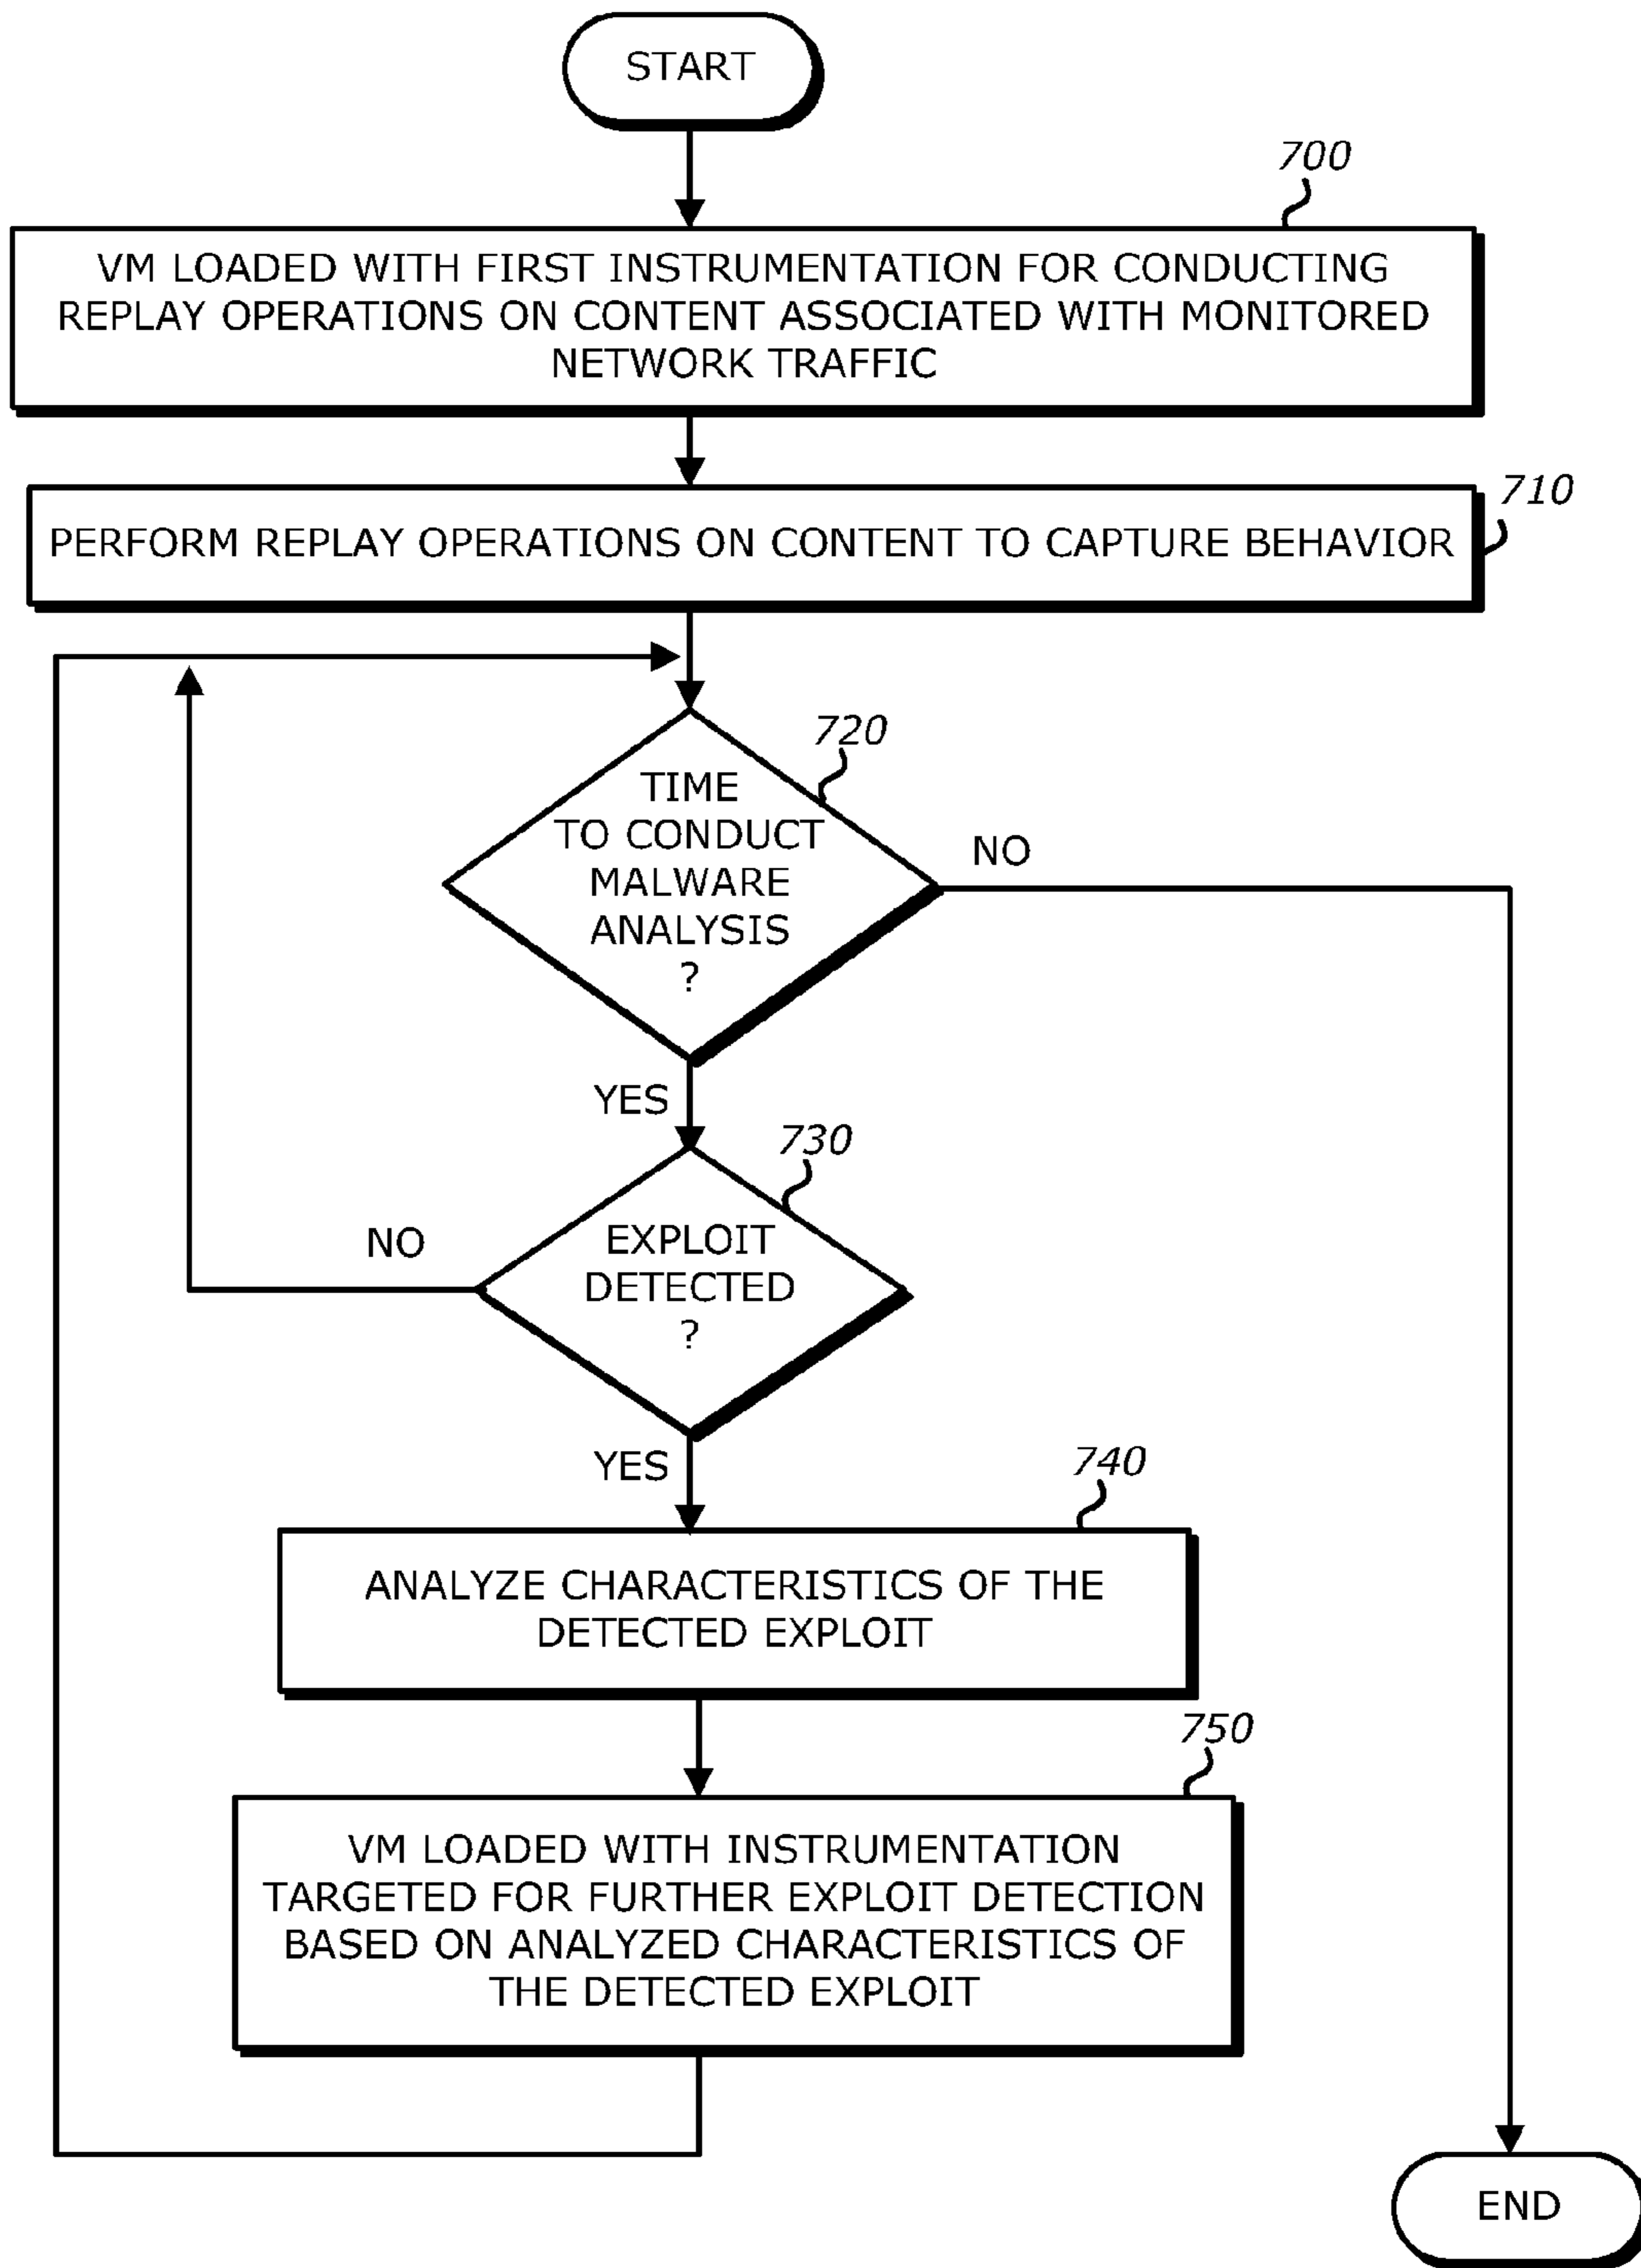 START
700
VM LOADED WITH FIRST INSTRUMENTATION FOR CONDUCTING
REPLAY OPERATIONS ON CONTENT ASSOCIATED WITH MONITORED
NETWORK TRAFFIC
710
PERFORM REPLAY OPERATIONS ON CONTENT TO CAPTURE BEHAVIOR
720
TIME
TO CONDUCT
MALWARE
ANALYSIS
?
NO
YES
730
EXPLOIT
DETECTED
?
NO
YES
740
ANALYZE CHARACTERISTICS OF THE
DETECTED EXPLOIT
750
VM LOADED WITH INSTRUMENTATION
TARGETED FOR FURTHER EXPLOIT DETECTION
BASED ON ANALYZED CHARACTERISTICS OF
THE DETECTED EXPLOIT
END